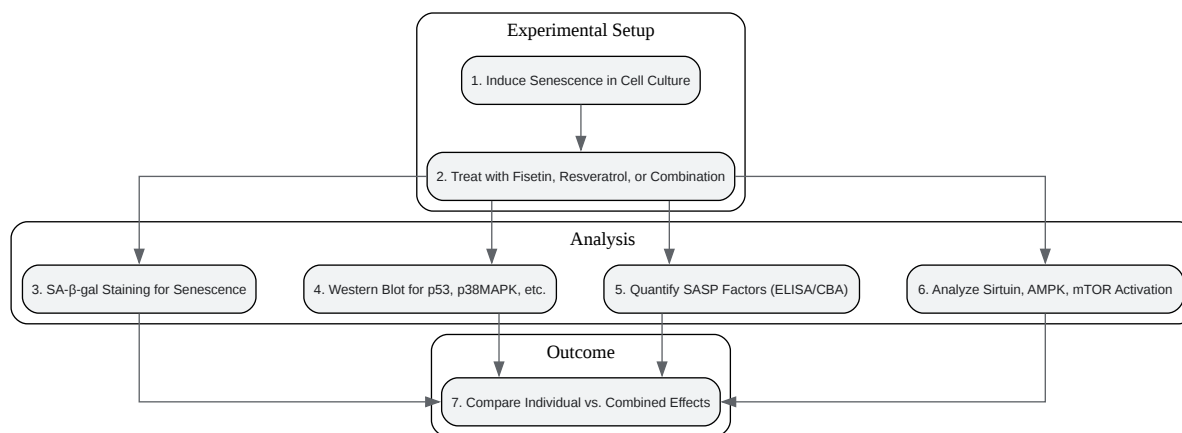 Experimental Setup
1. Induce Senescence in Cell Culture
2. Treat with Fisetin, Resveratrol, or Combination
Analysis
3. SA-β-gal Staining for Senescence
4. Western Blot for p53, p38MAPK, etc.
5. Quantify SASP Factors (ELISA/CBA)
6. Analyze Sirtuin, AMPK, mTOR Activation
Outcome
7. Compare Individual vs. Combined Effects